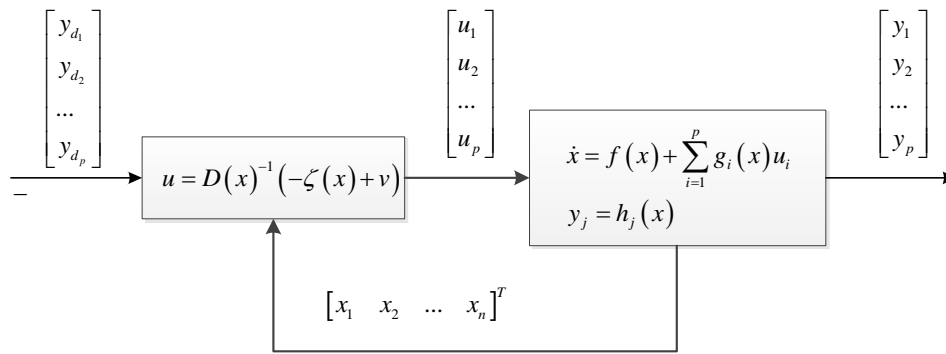 [y_{d_1} y_{d_2} ... y_{d_p}]
[u_1 u_2 ... u_p]
[y_1 y_2 ... y_p]
−
u = D(x)^{-1}(−ζ(x)+v)
ẋ = f(x) + \sum_{i=1}^{p} g_i(x)u_i
y_j = h_j(x)
[x_1 x_2 ... x_n]^T